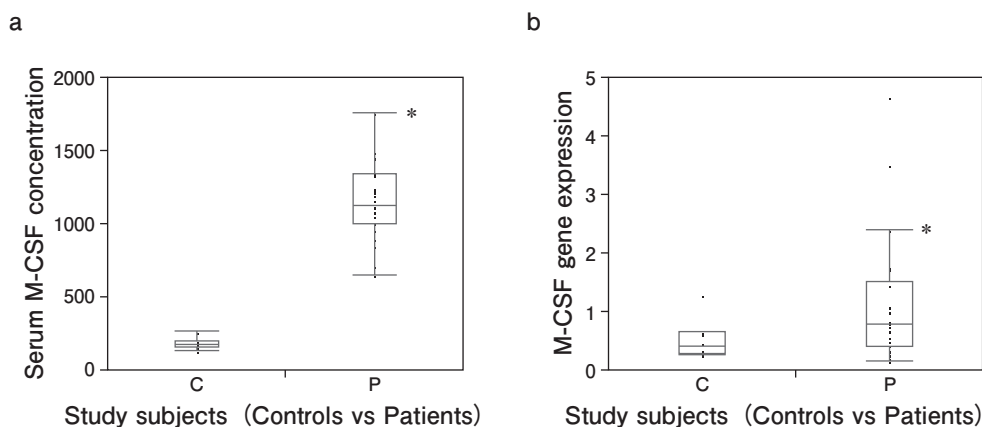 a
Serum M-CSF concentration
2000
1500
1000
500
0
*
C P
Study subjects (Controls vs Patients)
b
M-CSF gene expression
5
4
3
2
1
0
*
C P
Study subjects (Controls vs Patients)